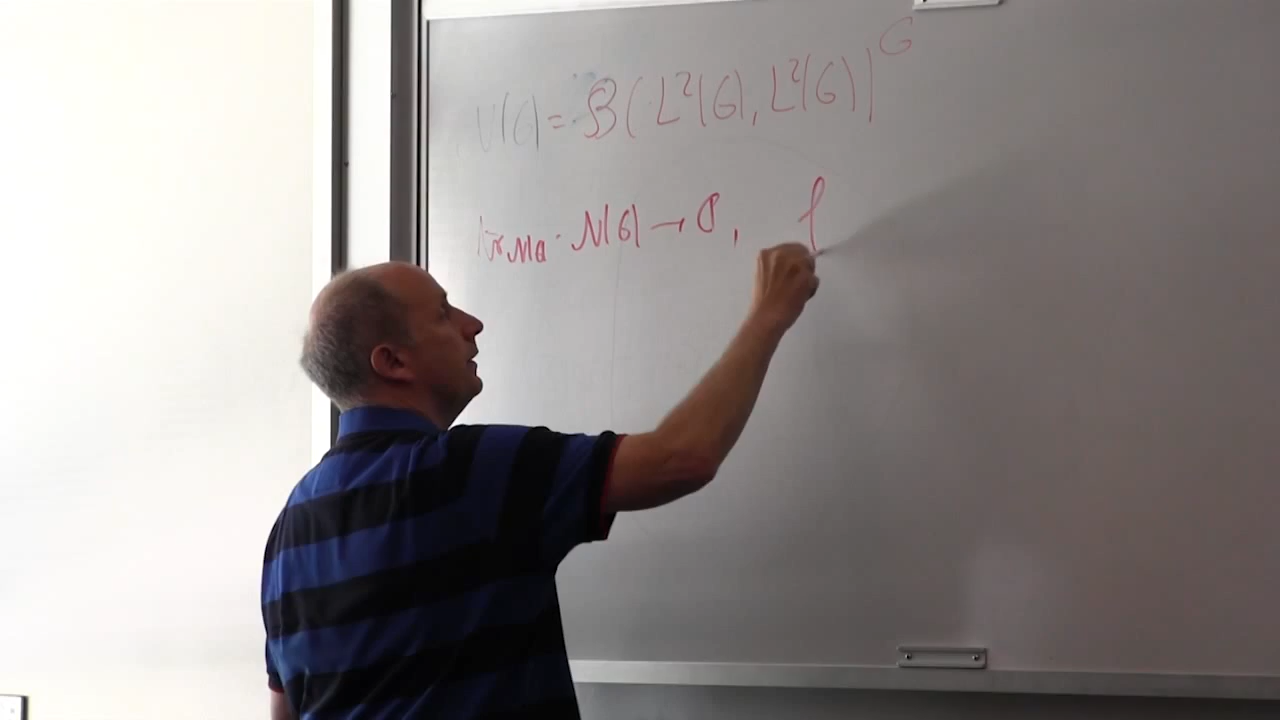 N(G) = B(L²(G), L²(G))^G
tr_N(G) : N(G) → ℂ, f